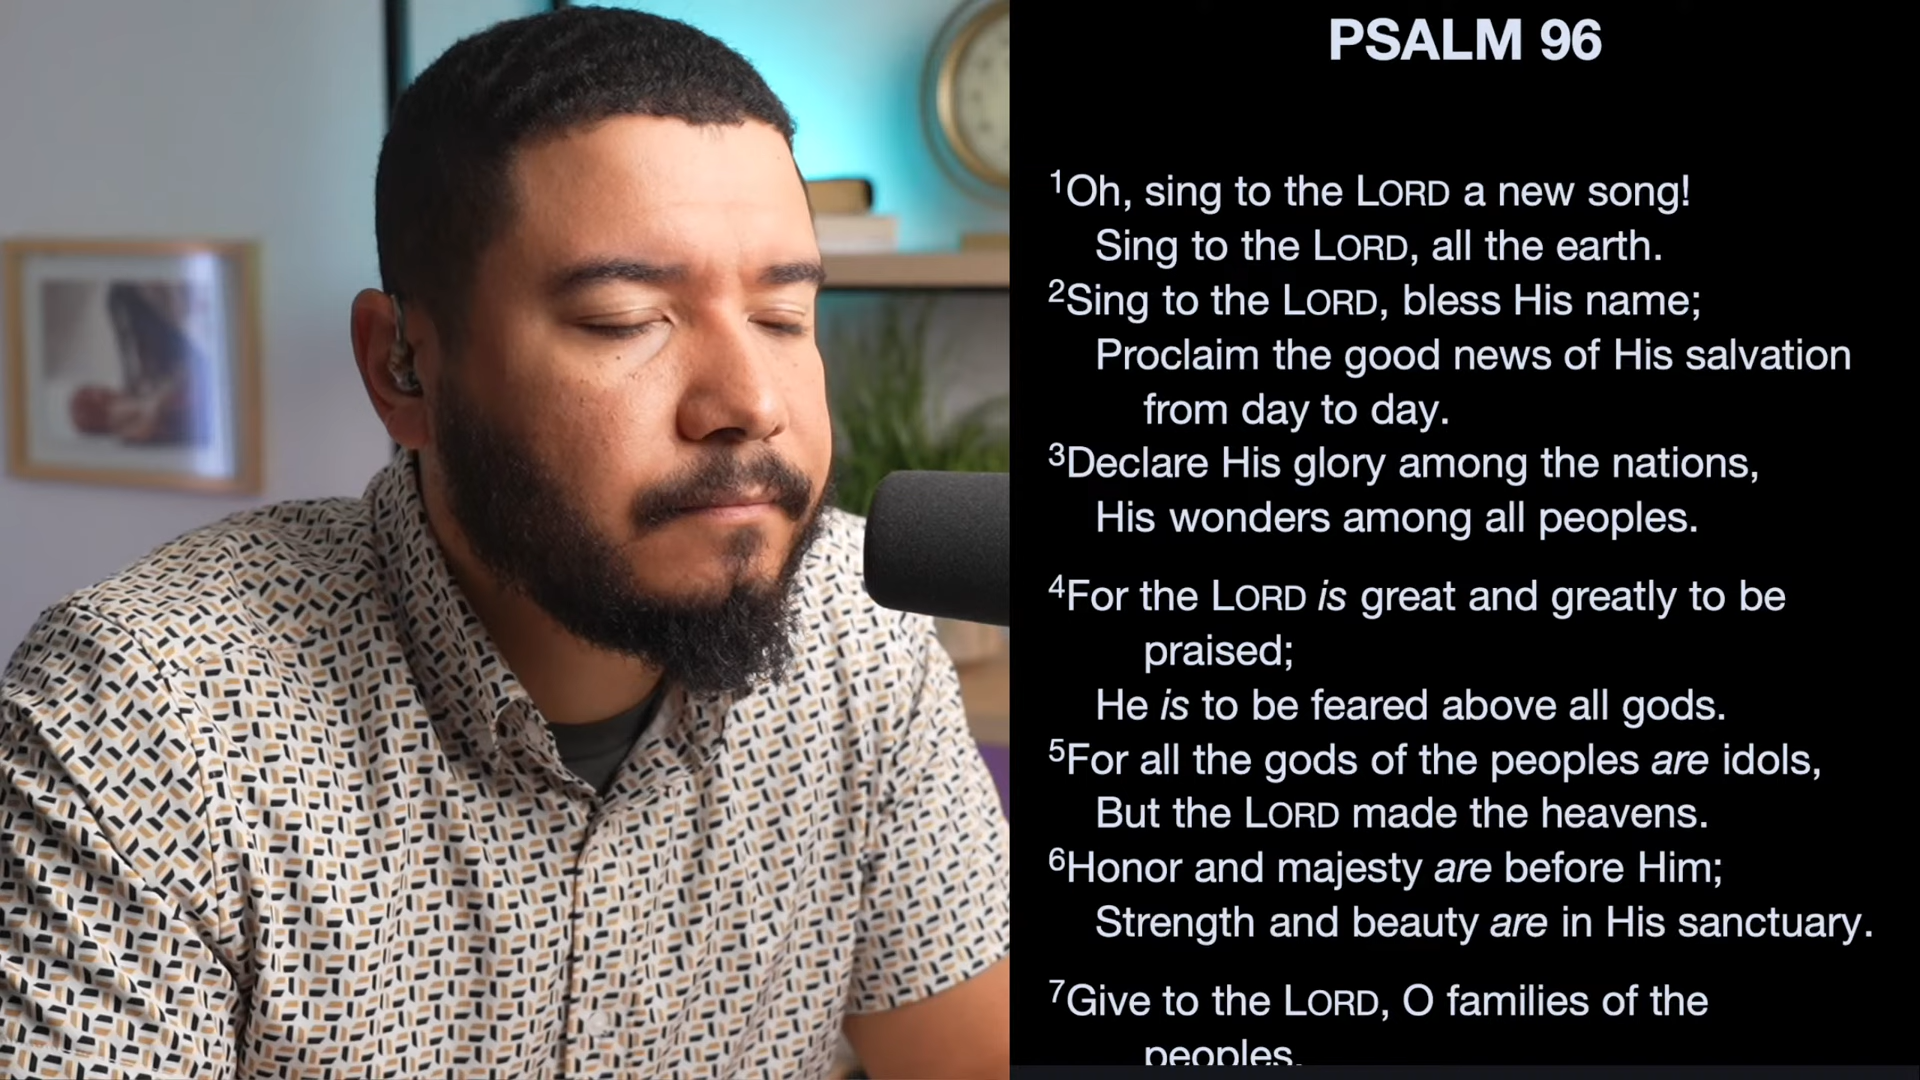 PSALM 96
1Oh, sing to the LORD a new song!
Sing to the LORD, all the earth.
2Sing to the LORD, bless His name;
Proclaim the good news of His salvation
from day to day.
3Declare His glory among the nations,
His wonders among all peoples.
4For the LORD is great and greatly to be
praised;
He is to be feared above all gods.
5For all the gods of the peoples are idols,
But the LORD made the heavens.
6Honor and majesty are before Him;
Strength and beauty are in His sanctuary.
7Give to the LORD, O families of the
peoples,